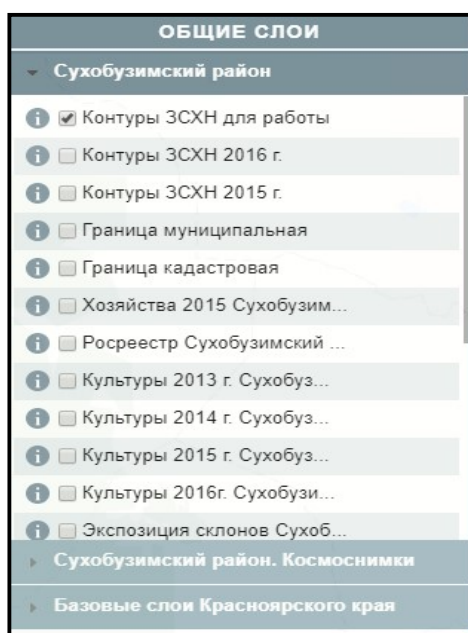 ОБЩИЕ СЛОИ
Сухобузимский район
Контуры ЗСХН для работы
Контуры ЗСХН 2016 г.
Контуры ЗСХН 2015 г.
Граница муниципальная
Граница кадастровая
Хозяйства 2015 Сухобузим...
Росреестр Сухобузимский ...
Культуры 2013 г. Сухобуз...
Культуры 2014 г. Сухобуз...
Культуры 2015 г. Сухобуз...
Культуры 2016г. Сухобузи...
Экспозиция склонов Сухоб...
Сухобузимский район. Космоснимки
Базовые слои Красноярского края